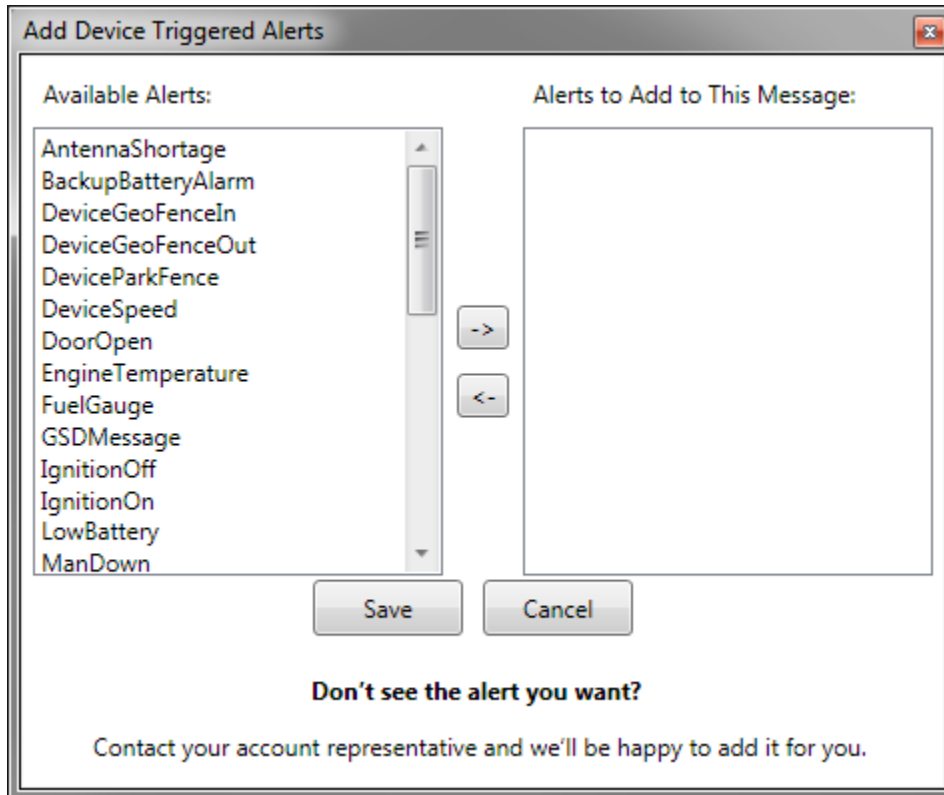 Add Device Triggered Alerts
Available Alerts:
Alerts to Add to This Message:
AntennaShortage
BackupBatteryAlarm
DeviceGeoFenceIn
DeviceGeoFenceOut
DeviceParkFence
DeviceSpeed
DoorOpen
EngineTemperature
FuelGauge
GSDMessage
IgnitionOff
IgnitionOn
LowBattery
ManDown
->
<-
Save
Cancel
Don't see the alert you want?
Contact your account representative and we'll be happy to add it for you.